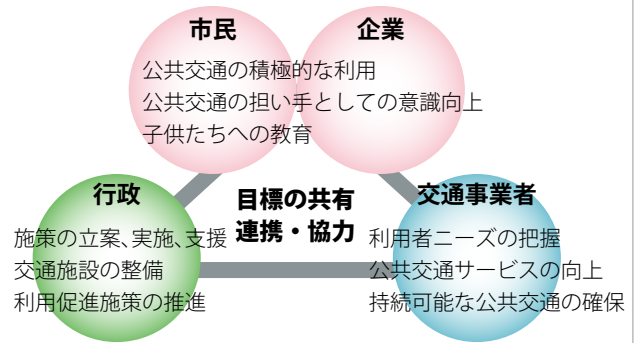 市民
企業
公共交通の積極的な利用
公共交通の担い手としての意識向上
子供たちへの教育
行政
施策の立案、実施、支援
交通施設の整備
利用促進施策の推進
目標の共有
連携・協力
交通事業者
利用者ニーズの把握
公共交通サービスの向上
持続可能な公共交通の確保